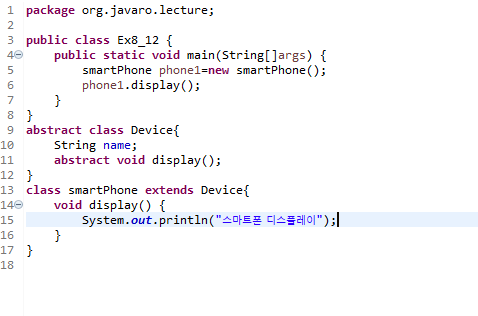 1 package org.javaro.lecture;
2
3 public class Ex8_12 {
4 public static void main(String[]args) {
5 smartPhone phone1=new smartPhone();
6 phone1.display();
7 }
8 }
9 abstract class Device{
10 String name;
11 abstract void display();
12 }
13 class smartPhone extends Device{
14 void display() {
15 System.out.println("스마트폰 디스플레이");
16 }
17 }
18